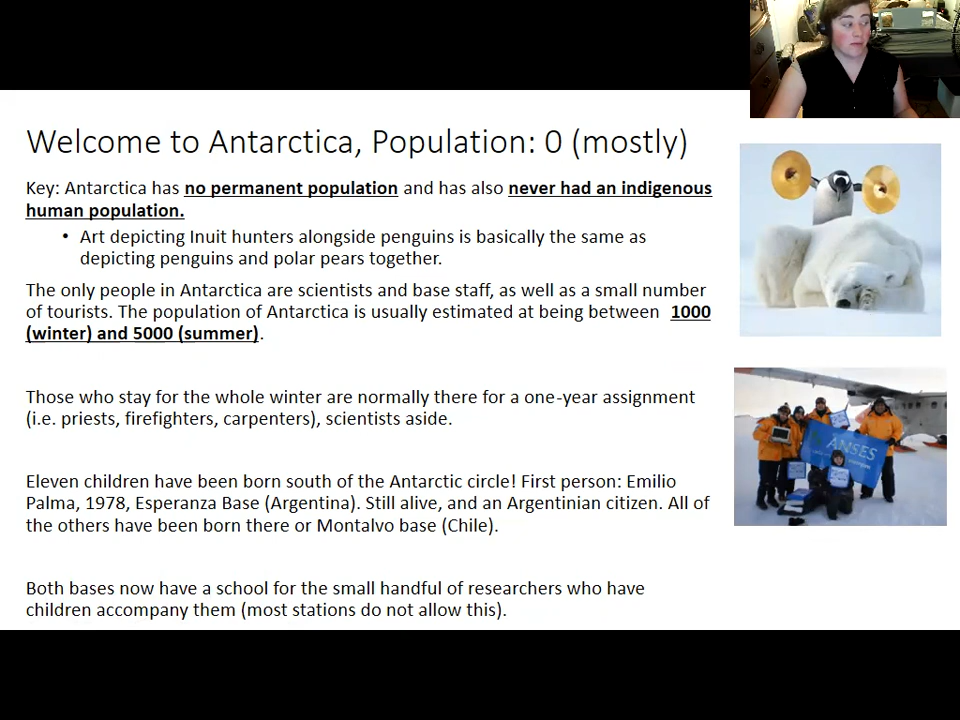 Welcome to Antarctica, Population: 0 (mostly)
Key: Antarctica has no permanent population and has also never had an indigenous
human population.
• Art depicting Inuit hunters alongside penguins is basically the same as
depicting penguins and polar pears together.
The only people in Antarctica are scientists and base staff, as well as a small number
of tourists. The population of Antarctica is usually estimated at being between 1000
(winter) and 5000 (summer).
Those who stay for the whole winter are normally there for a one-year assignment
(i.e. priests, firefighters, carpenters), scientists aside.
Eleven children have been born south of the Antarctic circle! First person: Emilio
Palma, 1978, Esperanza Base (Argentina). Still alive, and an Argentinian citizen. All of
the others have been born there or Montalvo base (Chile).
Both bases now have a school for the small handful of researchers who have
children accompany them (most stations do not allow this).
ANSES